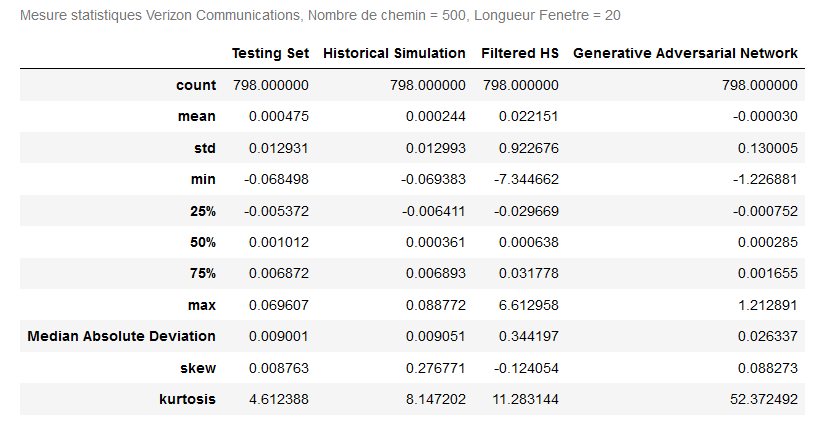 Mesure statistiques Verizon Communications, Nombre de chemin = 500, Longueur Fenetre = 20
Testing Set Historical Simulation Filtered HS Generative Adversarial Network
count 798.000000 798.000000 798.000000 798.000000
mean 0.000475 0.000244 0.022151 -0.000030
std 0.012931 0.012993 0.922676 0.130005
min -0.068498 -0.069383 -7.344662 -1.226881
25% -0.005372 -0.006411 -0.029669 -0.000752
50% 0.001012 0.000361 0.000638 0.000285
75% 0.006872 0.006893 0.031778 0.001655
max 0.069607 0.088772 6.612958 1.212891
Median Absolute Deviation 0.009001 0.009051 0.344197 0.026337
skew 0.008763 0.276771 -0.124054 0.088273
kurtosis 4.612388 8.147202 11.283144 52.372492